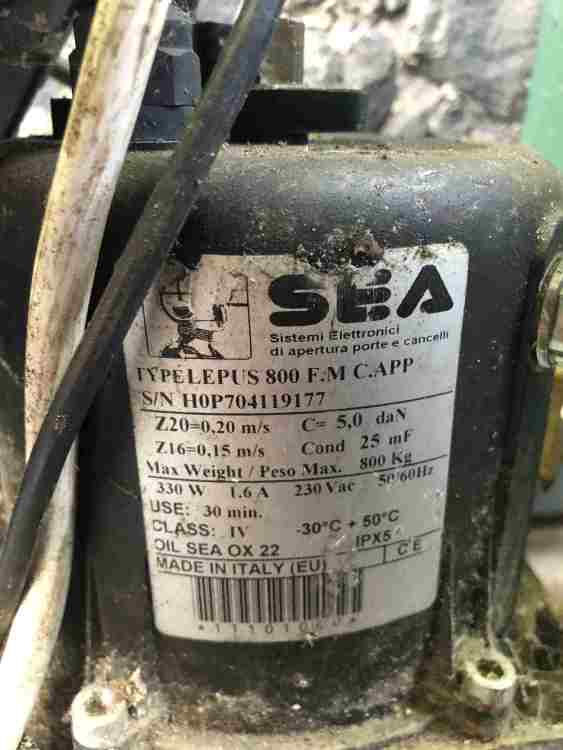 SEA
Sistemi Elettronici
di apertura porte e cancelli
TYPE LEPUS 800 F.M C.APP
S/N H0P704119177
Z20=0,20 m/s C= 5,0 daN
Z16=0,15 m/s Cond 25 mF
Max Weight / Peso Max. 800 Kg
330 W 1.6 A 230 Vac 50/60Hz
USE: 30 min.
CLASS: IV -30°C + 50°C
OIL SEA OX 22 IPX5
MADE IN ITALY (EU) CE